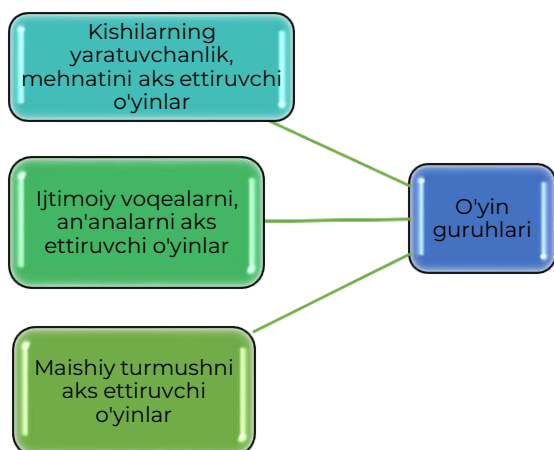 Kishilarning
yaratuvchanlik,
mehnatini aks ettiruvchi
o'yinlar
Ijtimoiy voqealarni,
an'analarni aks
ettiruvchi o'yinlar
Maishiy turmushni
aks ettiruvchi
o'yinlar
O'yin
guruhlari